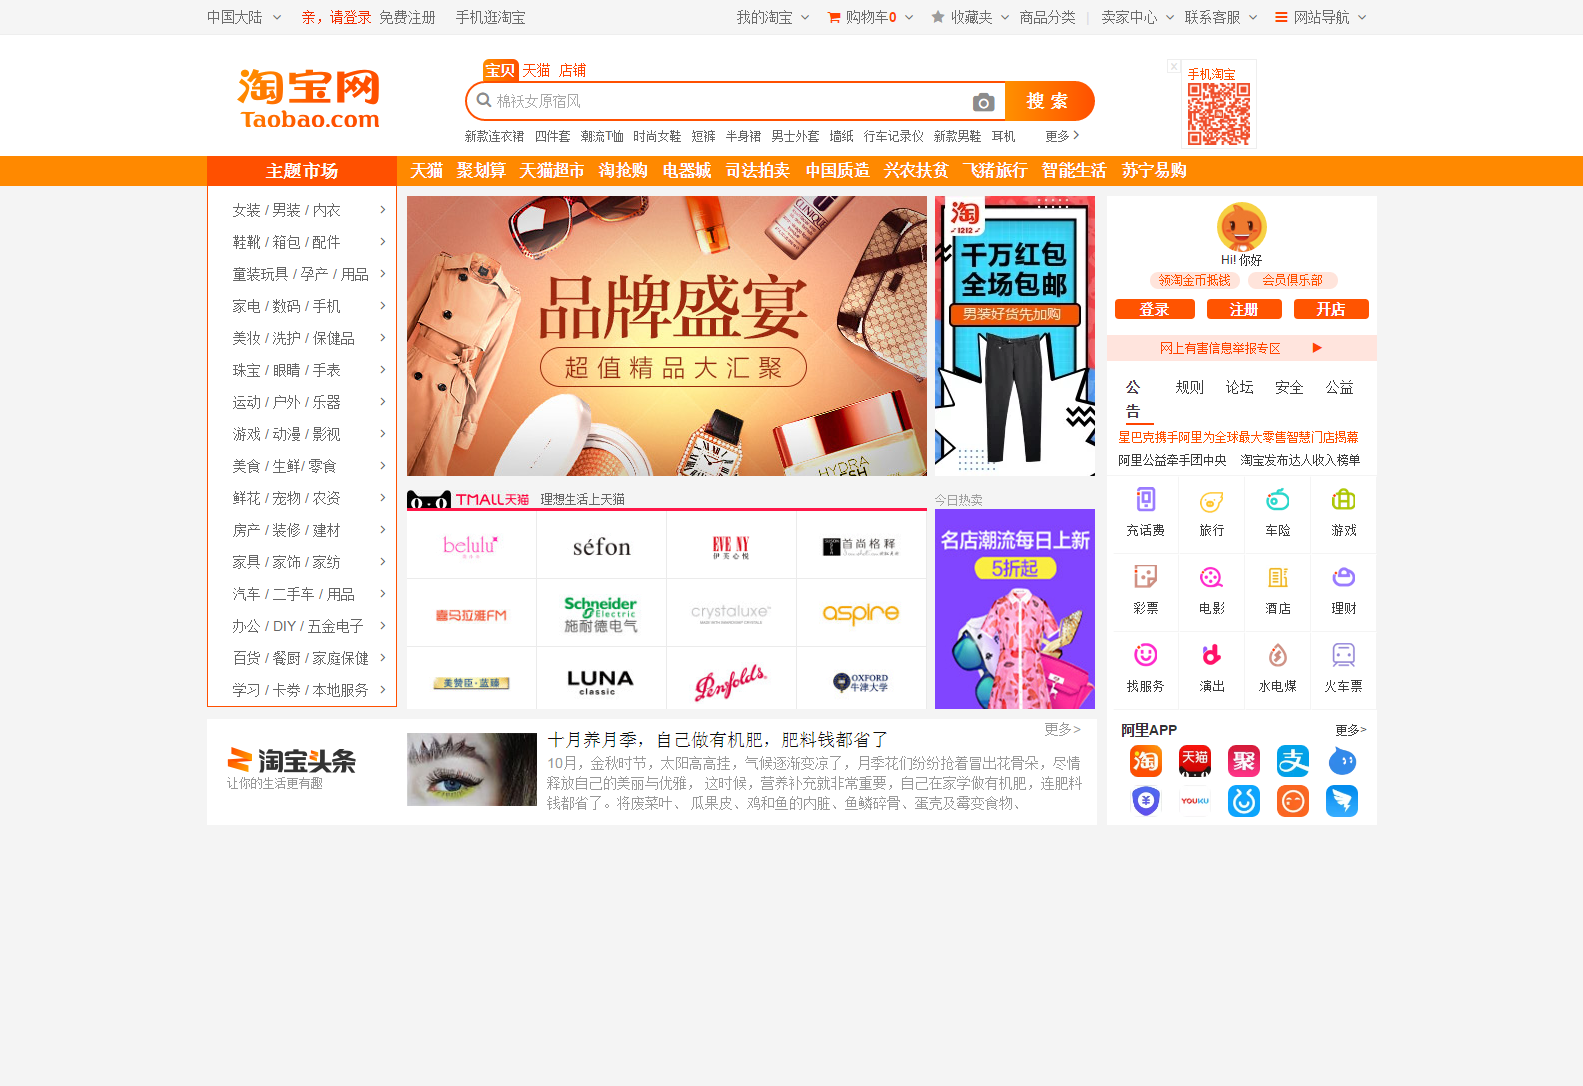 中国大陆 亲，请登录 免费注册 手机逛淘宝 我的淘宝 购物车0 收藏夹 商品分类 | 卖家中心 联系客服 网站导航
淘宝网
Taobao.com
宝贝 天猫 店铺
棉袄女原宿风
搜 索
新款连衣裙 四件套 潮流T恤 时尚女鞋 短裤 半身裙 男士外套 墙纸 行车记录仪 新款男鞋 耳机 更多
x
手机淘宝
主题市场 天猫 聚划算 天猫超市 淘抢购 电器城 司法拍卖 中国质造 兴农扶贫 飞猪旅行 智能生活 苏宁易购
女装 / 男装 / 内衣
鞋靴 / 箱包 / 配件
童装玩具 / 孕产 / 用品
家电 / 数码 / 手机
美妆 / 洗护 / 保健品
珠宝 / 眼睛 / 手表
运动 / 户外 / 乐器
游戏 / 动漫 / 影视
美食 / 生鲜/ 零食
鲜花 / 宠物 / 农资
房产 / 装修 / 建材
家具 / 家饰 / 家纺
汽车 / 二手车 / 用品
办公 / DIY / 五金电子
百货 / 餐厨 / 家庭保健
学习 / 卡劵 / 本地服务
CLINIQUE
品牌盛宴
超值精品大汇聚
HYDRA
淘
1212
千万红包
全场包邮
男装好货先加购
TMALL天猫 理想生活上天猫
belulu
séfon
EVE NY
伊芙心悦
首尚格释
喜马拉雅FM
Schneider
Electric
施耐德电气
crystaluxe
aspire
美赞臣·蓝臻
LUNA
classic
Penfolds.
OXFORD
牛津大学
今日热卖
名店潮流每日上新
5折起
Hi! 你好
领淘金币抵钱 会员俱乐部
登录 注册 开店
网上有害信息举报专区
公告 规则 论坛 安全 公益
星巴克携手阿里为全球最大零售智慧门店揭幕
阿里公益牵手团中央 淘宝发布达人收入榜单
充话费 旅行 车险 游戏
彩票 电影 酒店 理财
找服务 演出 水电煤 火车票
淘宝头条
让你的生活更有趣
十月养月季，自己做有机肥，肥料钱都省了
更多>
10月，金秋时节，太阳高高挂，气候逐渐变凉了，月季花们纷纷抢着冒出花骨朵，尽情
释放自己的美丽与优雅， 这时候，营养补充就非常重要，自己在家学做有机肥，连肥料
钱都省了。将废菜叶、 瓜果皮、鸡和鱼的内脏、鱼鳞碎骨、蛋壳及霉变食物、
阿里APP 更多>
淘 天猫 聚 支
YOUKU